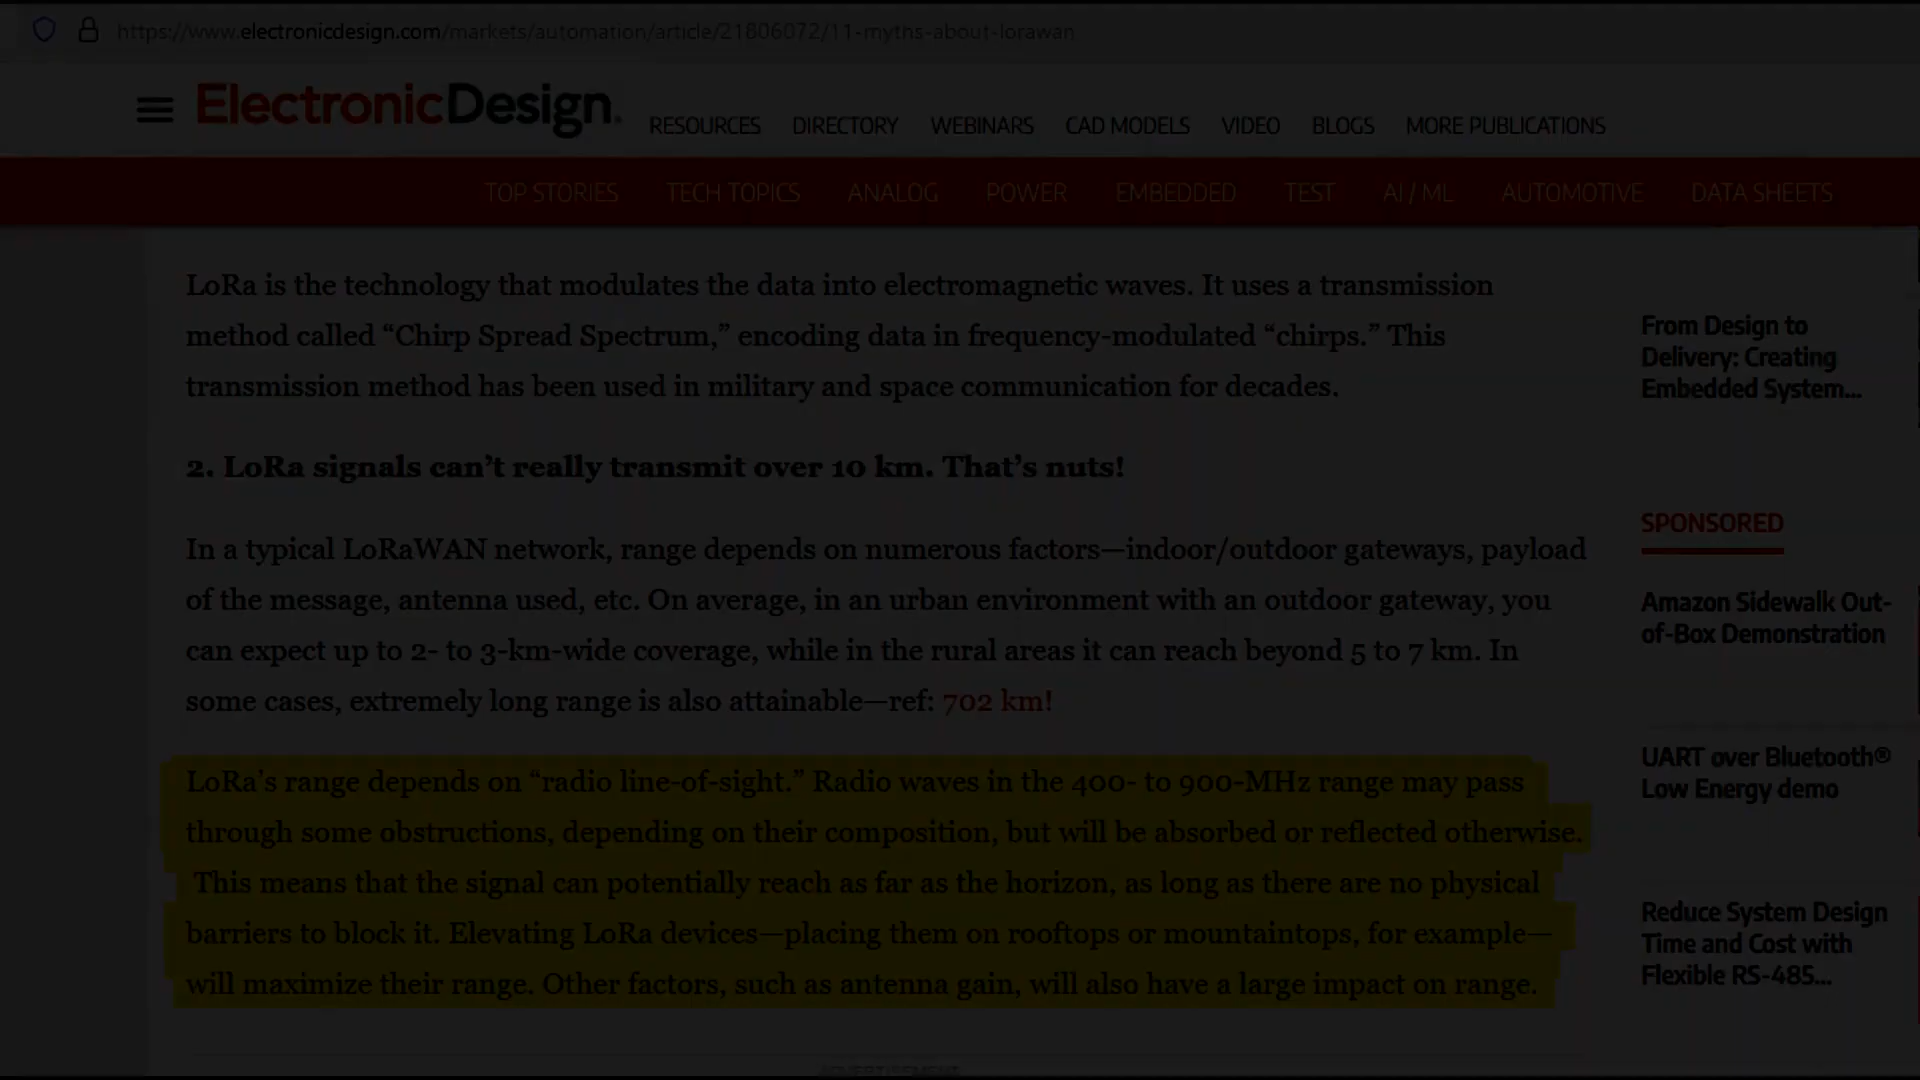 https://www.electronicdesign.com/markets/automation/article/21806072/11-myths-about-lorawan
ElectronicDesign.
RESOURCES DIRECTORY WEBINARS CAD MODELS VIDEO BLOGS MORE PUBLICATIONS
TOP STORIES TECH TOPICS ANALOG POWER EMBEDDED TEST AI / ML AUTOMOTIVE DATA SHEETS
LoRa is the technology that modulates the data into electromagnetic waves. It uses a transmission
method called “Chirp Spread Spectrum,” encoding data in frequency-modulated “chirps.” This
transmission method has been used in military and space communication for decades.
2. LoRa signals can’t really transmit over 10 km. That’s nuts!
In a typical LoRaWAN network, range depends on numerous factors—indoor/outdoor gateways, payload
of the message, antenna used, etc. On average, in an urban environment with an outdoor gateway, you
can expect up to 2- to 3-km-wide coverage, while in the rural areas it can reach beyond 5 to 7 km. In
some cases, extremely long range is also attainable—ref: 702 km!
LoRa’s range depends on “radio line-of-sight.” Radio waves in the 400- to 900-MHz range may pass
through some obstructions, depending on their composition, but will be absorbed or reflected otherwise.
This means that the signal can potentially reach as far as the horizon, as long as there are no physical
barriers to block it. Elevating LoRa devices—placing them on rooftops or mountaintops, for example—
will maximize their range. Other factors, such as antenna gain, will also have a large impact on range.
ADVERTISEMENT
From Design to
Delivery: Creating
Embedded System...
SPONSORED
Amazon Sidewalk Out-
of-Box Demonstration
UART over Bluetooth®
Low Energy demo
Reduce System Design
Time and Cost with
Flexible RS-485...